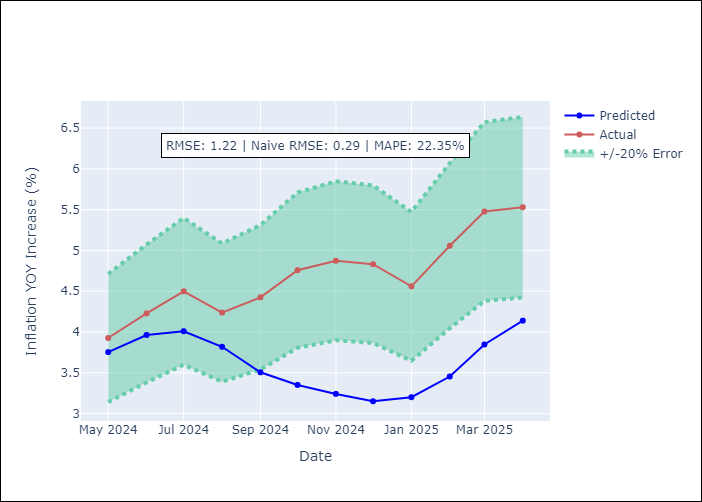 RMSE: 1.22 | Naive RMSE: 0.29 | MAPE: 22.35%
Predicted
Actual
+/-20% Error
Inflation YOY Increase (%)
6.5
6
5.5
5
4.5
4
3.5
3
May 2024
Jul 2024
Sep 2024
Nov 2024
Jan 2025
Mar 2025
Date